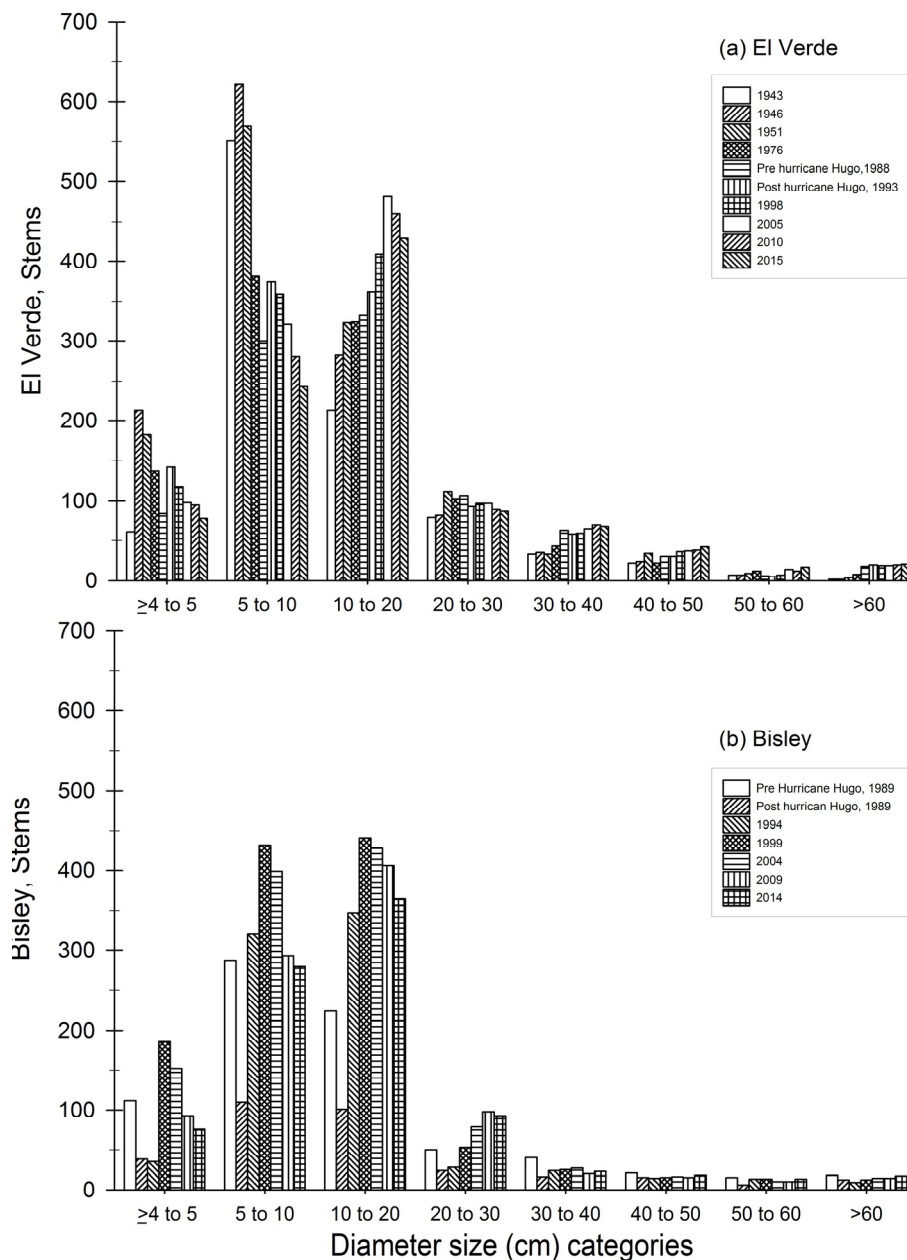 700
600
500
400
300
200
100
0
El Verde, Stems
(a) El Verde
1943
1946
1951
1976
Pre hurricane Hugo,1988
Post hurricane Hugo, 1993
1998
2005
2010
2015
≥4 to 5 5 to 10 10 to 20 20 to 30 30 to 40 40 to 50 50 to 60 >60
700
600
500
400
300
200
100
0
Bisley, Stems
(b) Bisley
Pre Hurricane Hugo, 1989
Post hurrican Hugo, 1989
1994
1999
2004
2009
2014
≥4 to 5 5 to 10 10 to 20 20 to 30 30 to 40 40 to 50 50 to 60 >60
Diameter size (cm) categories